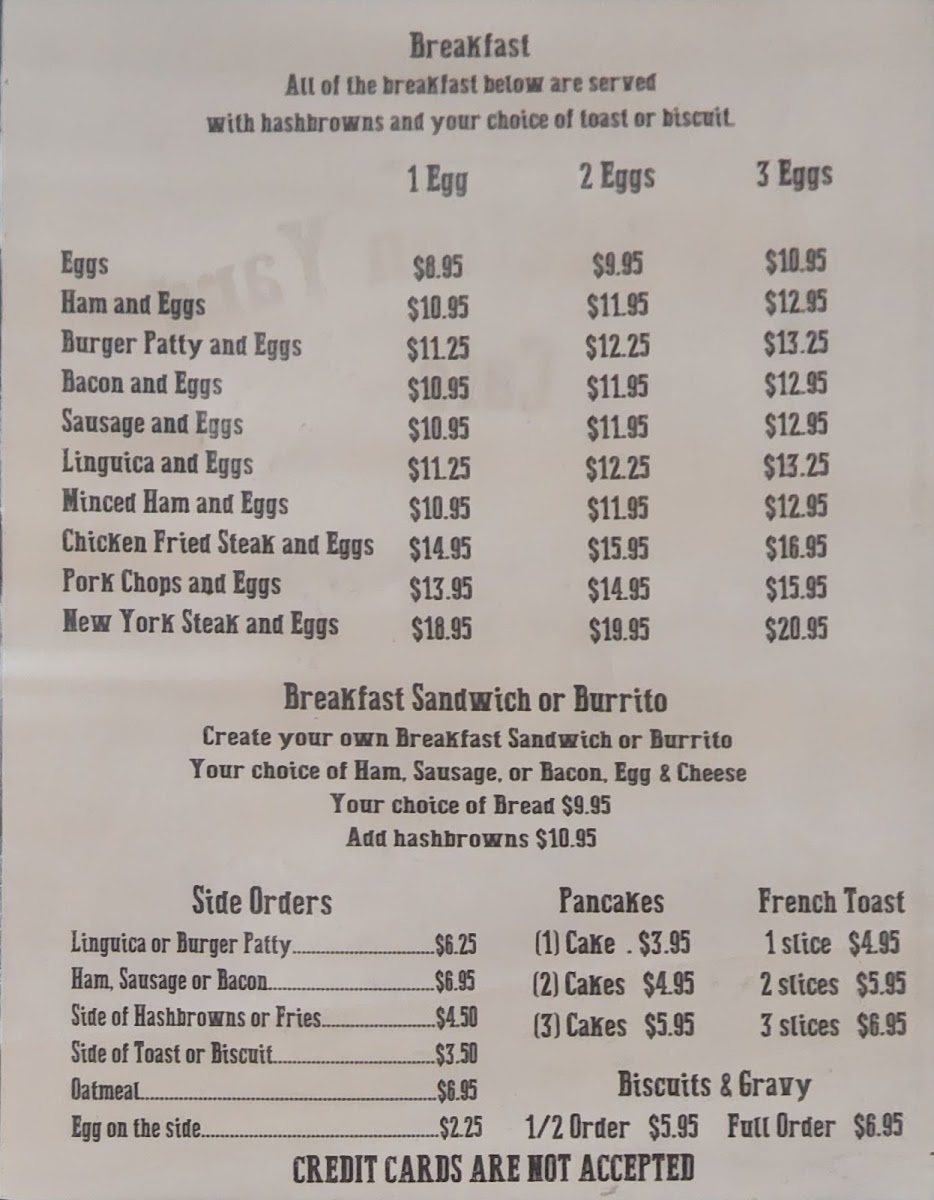 Breakfast
All of the breakfast below are served
with hashbrowns and your choice of toast or biscuit.
1 Egg 2 Eggs 3 Eggs
Eggs $8.95 $9.95 $10.95
Ham and Eggs $10.95 $11.95 $12.95
Burger Patty and Eggs $11.25 $12.25 $13.25
Bacon and Eggs $10.95 $11.95 $12.95
Sausage and Eggs $10.95 $11.95 $12.95
Linguica and Eggs $11.25 $12.25 $13.25
Minced Ham and Eggs $10.95 $11.95 $12.95
Chicken Fried Steak and Eggs $14.95 $15.95 $16.95
Pork Chops and Eggs $13.95 $14.95 $15.95
New York Steak and Eggs $18.95 $19.95 $20.95
Breakfast Sandwich or Burrito
Create your own Breakfast Sandwich or Burrito
Your choice of Ham, Sausage, or Bacon, Egg & Cheese
Your choice of Bread $9.95
Add hashbrowns $10.95
Side Orders
Linguica or Burger Patty....................$6.25
Ham, Sausage or Bacon....................$6.95
Side of Hashbrowns or Fries....................$4.50
Side of Toast or Biscuit....................$3.50
Oatmeal....................$6.95
Egg on the side....................$2.25
Pancakes
(1) Cake . $3.95
(2) Cakes $4.95
(3) Cakes $5.95
French Toast
1 slice $4.95
2 slices $5.95
3 slices $6.95
Biscuits & Gravy
1/2 Order $5.95 Full Order $6.95
CREDIT CARDS ARE NOT ACCEPTED